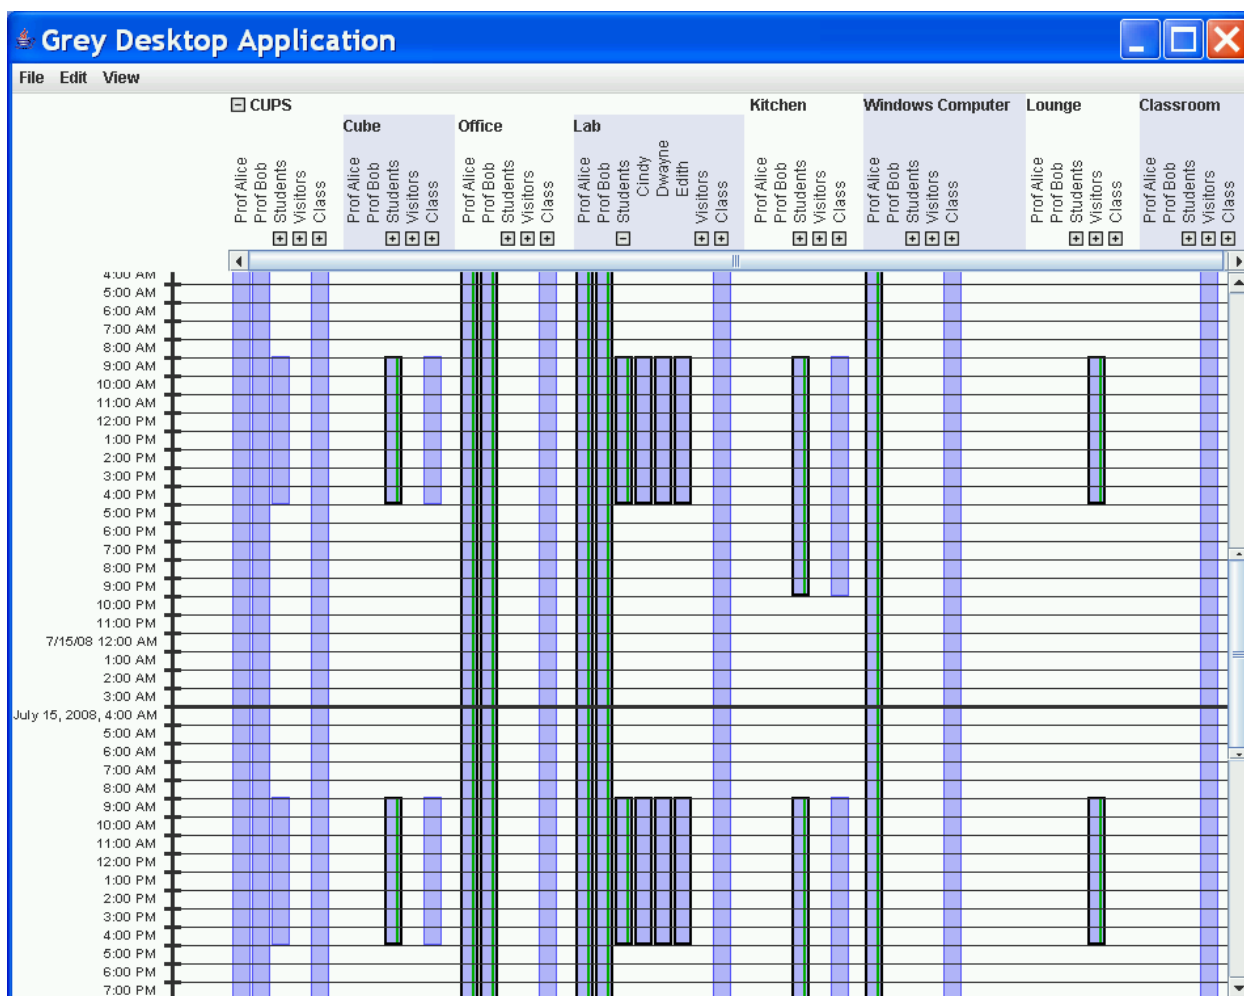 Grey Desktop Application
File Edit View
CUPS Kitchen Windows Computer Lounge Classroom
Cube Office Lab
Prof Alice Prof Bob Students Visitors Class Prof Alice Prof Bob Students Visitors Class Prof Alice Prof Bob Students Visitors Class Prof Alice Prof Bob Students Cindy Dwayne Edith Visitors Class Prof Alice Prof Bob Students Visitors Class Prof Alice Prof Bob Students Visitors Class Prof Alice Prof Bob Students Visitors Class Prof Alice Prof Bob Students Visitors Class
4:00 AM
5:00 AM
6:00 AM
7:00 AM
8:00 AM
9:00 AM
10:00 AM
11:00 AM
12:00 PM
1:00 PM
2:00 PM
3:00 PM
4:00 PM
5:00 PM
6:00 PM
7:00 PM
8:00 PM
9:00 PM
10:00 PM
11:00 PM
7/15/08 12:00 AM
1:00 AM
2:00 AM
3:00 AM
July 15, 2008, 4:00 AM
5:00 AM
6:00 AM
7:00 AM
8:00 AM
9:00 AM
10:00 AM
11:00 AM
12:00 PM
1:00 PM
2:00 PM
3:00 PM
4:00 PM
5:00 PM
6:00 PM
7:00 PM